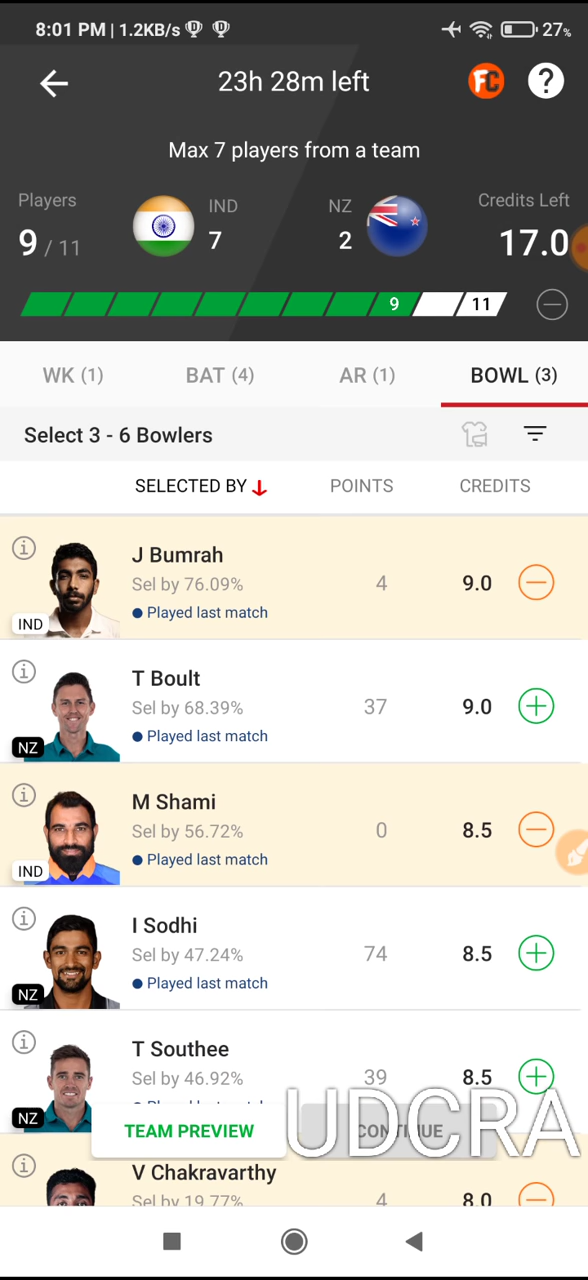 8:01 PM | 1.2KB/s
27%
23h 28m left
FC
?
Max 7 players from a team
Players
IND
NZ
Credits Left
9 / 11
7
2
17.0
9
11
WK (1)
BAT (4)
AR (1)
BOWL (3)
Select 3 - 6 Bowlers
SELECTED BY
POINTS
CREDITS
J Bumrah
Sel by 76.09%
4
9.0
Played last match
IND
T Boult
Sel by 68.39%
37
9.0
Played last match
NZ
M Shami
Sel by 56.72%
0
8.5
Played last match
IND
I Sodhi
Sel by 47.24%
74
8.5
Played last match
NZ
T Southee
Sel by 46.92%
39
8.5
NZ
TEAM PREVIEW
CONTINUE
UDCRA
V Chakravarthy
Sel by 19.77%
4
8.0